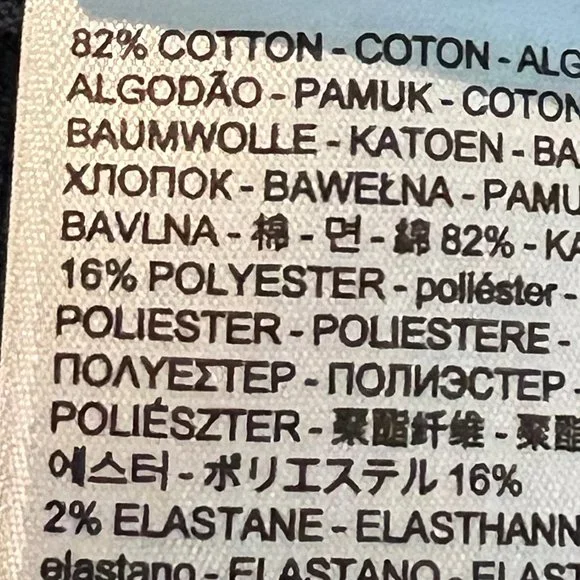 82% COTTON - COTON - ALG
ALGODÃO - PAMUK - COTON
BAUMWOLLE - KATOEN - BA
ХЛОПОК - BAWEŁNA - PAMU
BAVLNA - 棉 - 면 - 綿 82% - KA
16% POLYESTER - poliéster -
POLIESTER - POLIESTERE -
ΠΟΛΥΕΣΤΕΡ - ПОЛИЭСТЕР -
POLIÉSZTER - 聚酯纤维 - 聚酯
에스터 - ポリエステル 16%
2% ELASTANE - ELASTHANN
elastano - ELASTANO - ELAST